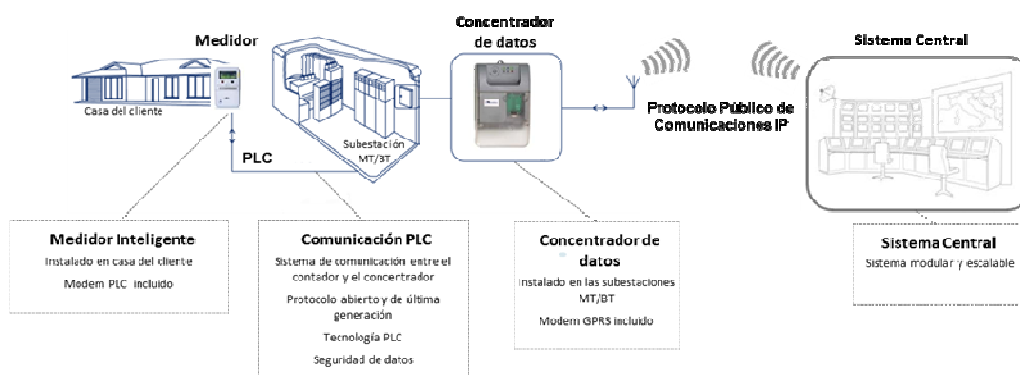 Concentrador
de datos
Medidor
Sistema Central
Casa del cliente
Protocolo Público de
Comunicaciones IP
Subestación
MT/BT
PLC
Medidor Inteligente
Instalado en casa del cliente
Modem PLC incluido
Comunicación PLC
Sistema de comunicación entre el
contador y el concentrador
Protocolo abierto y de última
generación
Tecnología PLC
Seguridad de datos
Concentrador de
datos
Instalado en las subestaciones
MT/BT
Modem GPRS incluido
Sistema Central
Sistema modular y escalable